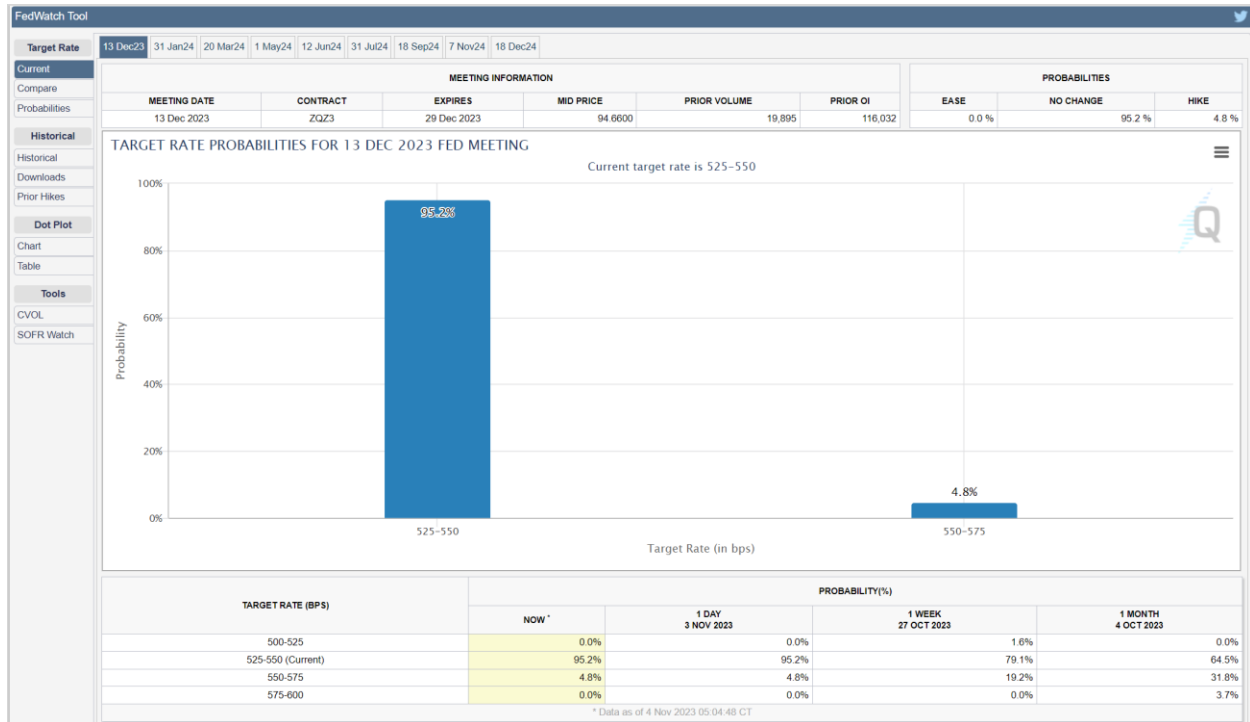 FedWatch Tool
Target Rate
Current
Compare
Probabilities
Historical
Historical
Downloads
Prior Hikes
Dot Plot
Chart
Table
Tools
CVOL
SOFR Watch
13 Dec23 31 Jan24 20 Mar24 1 May24 12 Jun24 31 Jul24 18 Sep24 7 Nov24 18 Dec24
MEETING INFORMATION
MEETING DATE CONTRACT EXPIRES MID PRICE PRIOR VOLUME PRIOR OI
13 Dec 2023 ZQZ3 29 Dec 2023 94.6600 19,895 116,032
PROBABILITIES
EASE NO CHANGE HIKE
0.0 % 95.2 % 4.8 %
TARGET RATE PROBABILITIES FOR 13 DEC 2023 FED MEETING
Current target rate is 525-550
Probability
100%
80%
60%
40%
20%
0%
95.2%
4.8%
525-550 550-575
Target Rate (in bps)
Q
TARGET RATE (BPS) PROBABILITY(%)
NOW * 1 DAY 3 NOV 2023 1 WEEK 27 OCT 2023 1 MONTH 4 OCT 2023
500-525 0.0% 0.0% 1.6% 0.0%
525-550 (Current) 95.2% 95.2% 79.1% 64.5%
550-575 4.8% 4.8% 19.2% 31.8%
575-600 0.0% 0.0% 0.0% 3.7%
* Data as of 4 Nov 2023 05:04:48 CT